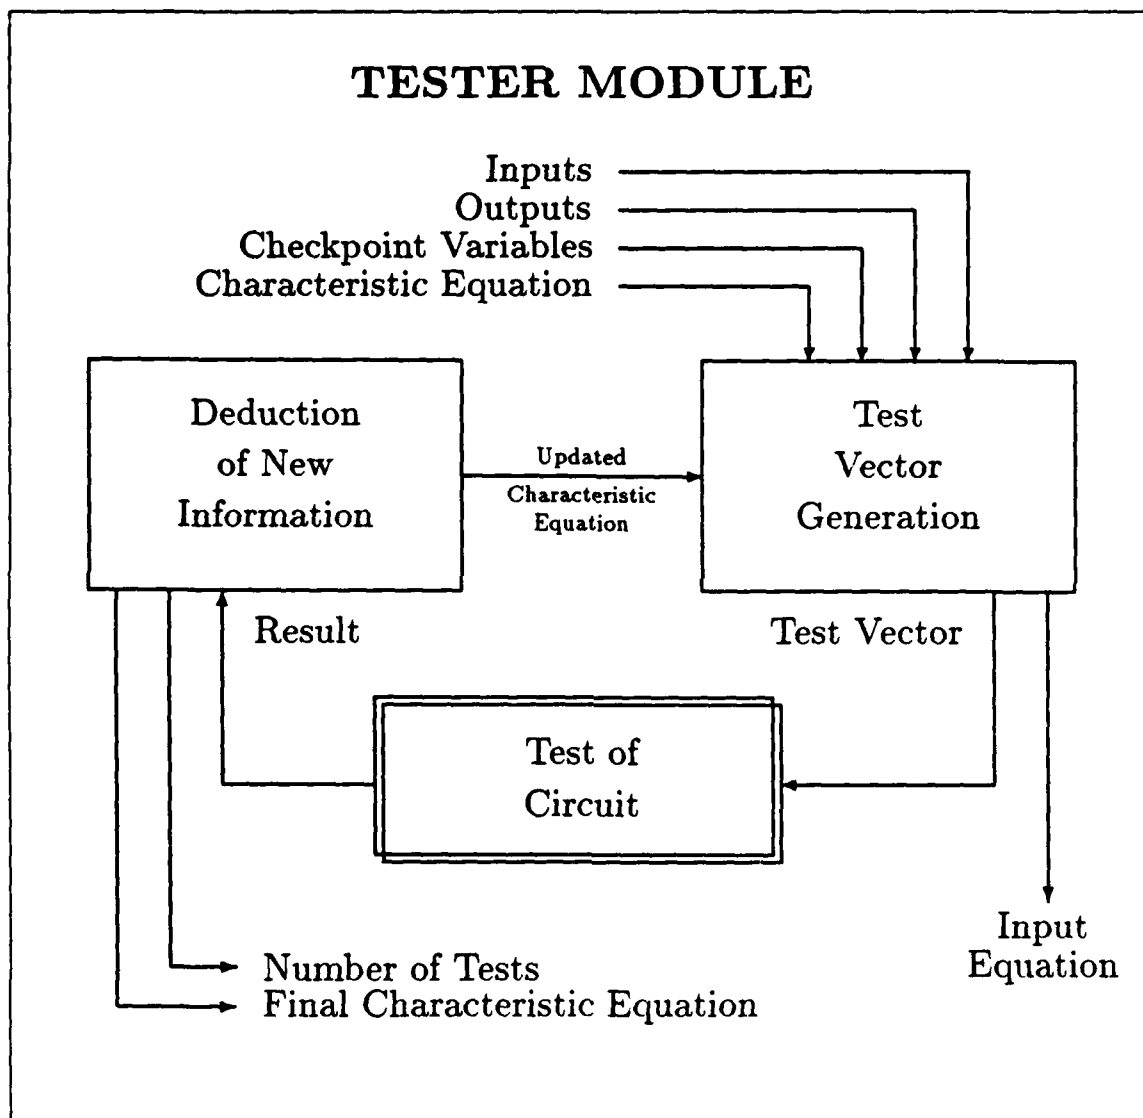 TESTER MODULE
Inputs
Outputs
Checkpoint Variables
Characteristic Equation
Deduction
of New
Information
Updated
Characteristic
Equation
Test
Vector
Generation
Result
Test Vector
Test of
Circuit
Input
Equation
Number of Tests
Final Characteristic Equation